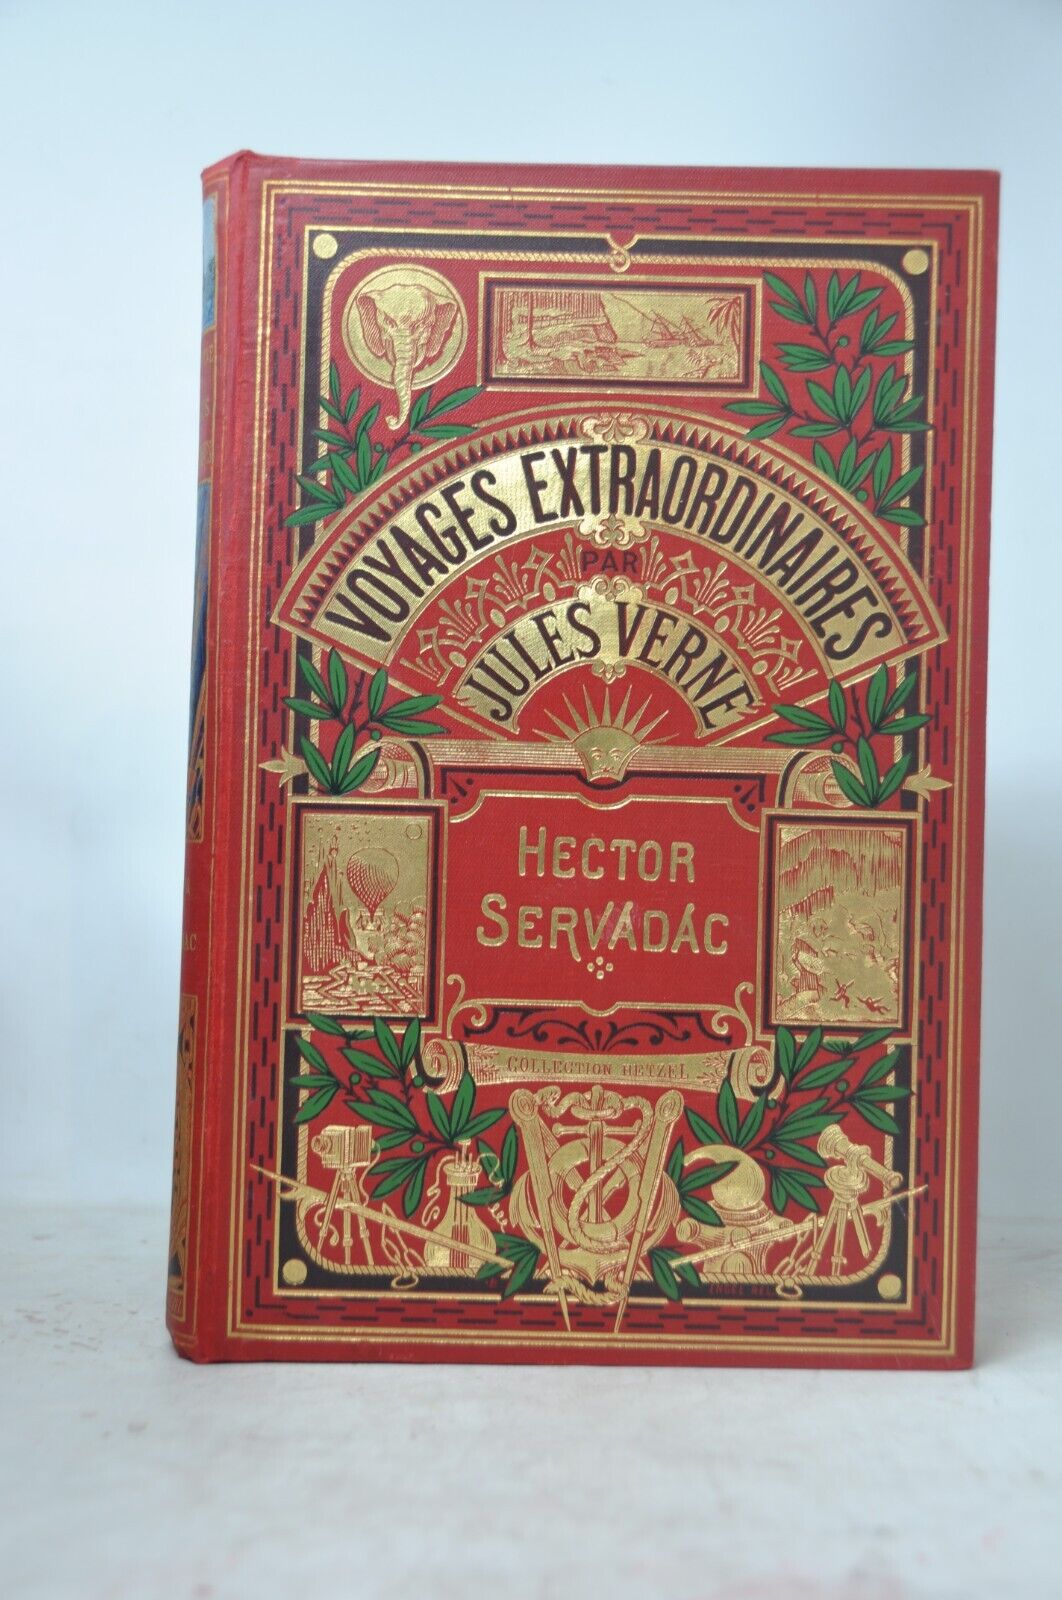 VOYAGES EXTRAORDINAIRES
PAR
JULES VERNE
HECTOR
SERVADAC
COLLECTION HETZEL